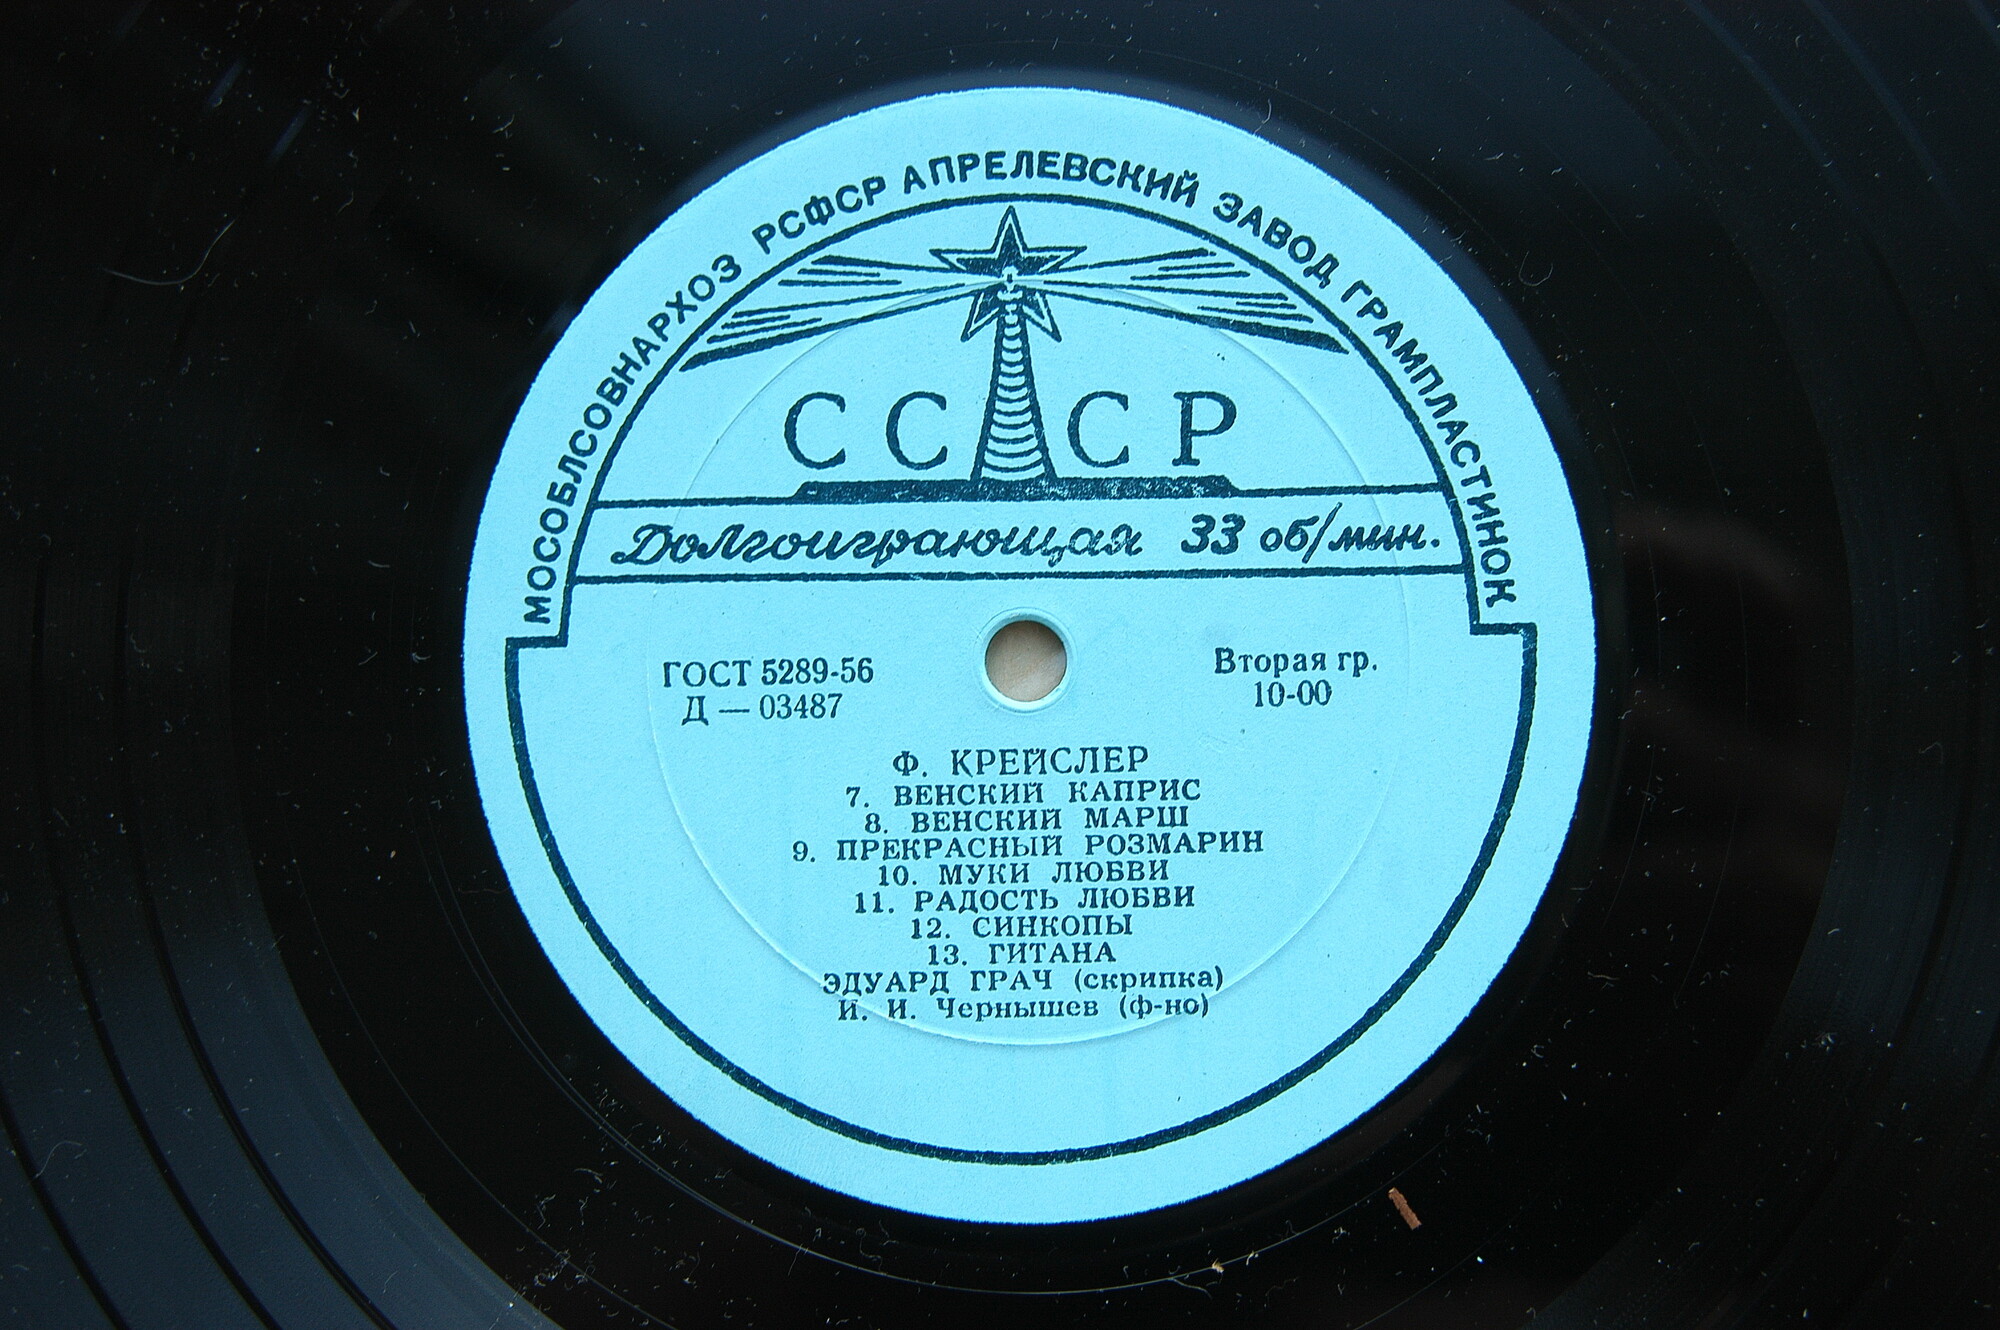 МОСОБЛСОВНАРХОЗ РСФСР АПРЕЛЕВСКИЙ ЗАВОД ГРАМПЛАСТИНОК
СССР
Долгоиграющая 33 об/мин.
ГОСТ 5289-56
Д — 03487
Вторая гр.
10-00
Ф. КРЕЙСЛЕР
7. ВЕНСКИЙ КАПРИС
8. ВЕНСКИЙ МАРШ
9. ПРЕКРАСНЫЙ РОЗМАРИН
10. МУКИ ЛЮБВИ
11. РАДОСТЬ ЛЮБВИ
12. СИНКОПЫ
13. ГИТАНА
ЭДУАРД ГРАЧ (скрипка)
И. И. Чернышев (ф-но)